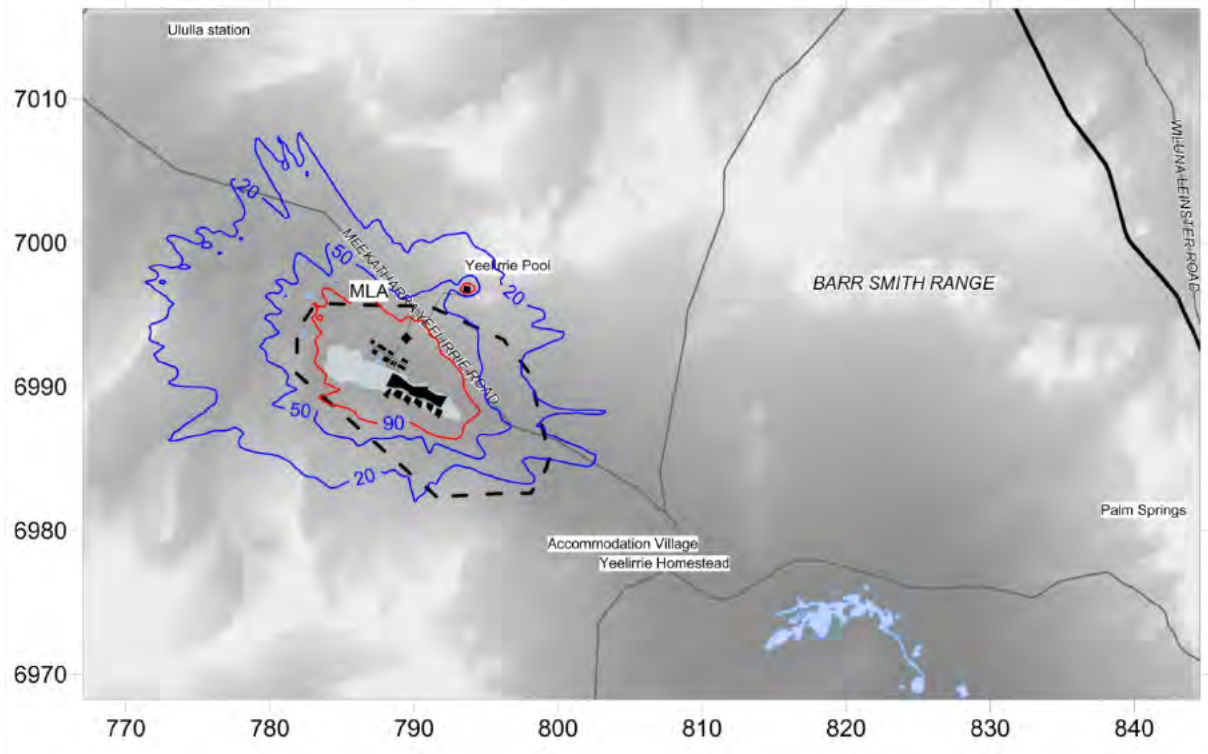 Ululla station
7010
WILUNA LEINSTER ROAD
20
7000
MEEKATHARRA YEELIRRIE ROAD
50
Yeelirrie Pool
20
MLA
BARR SMITH RANGE
6990
50
90
20
6980
Palm Springs
Accommodation Village
Yeelirrie Homestead
6970
770 780 790 800 810 820 830 840